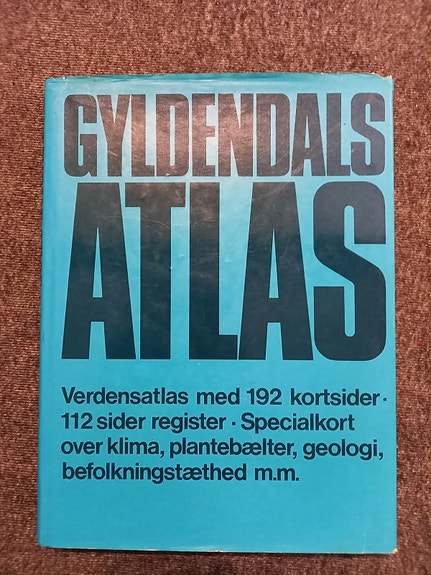 GYLDENDALS
ATLAS
Verdensatlas med 192 kortsider ·
112 sider register · Specialkort
over klima, plantebælter, geologi,
befolkningstæthed m.m.